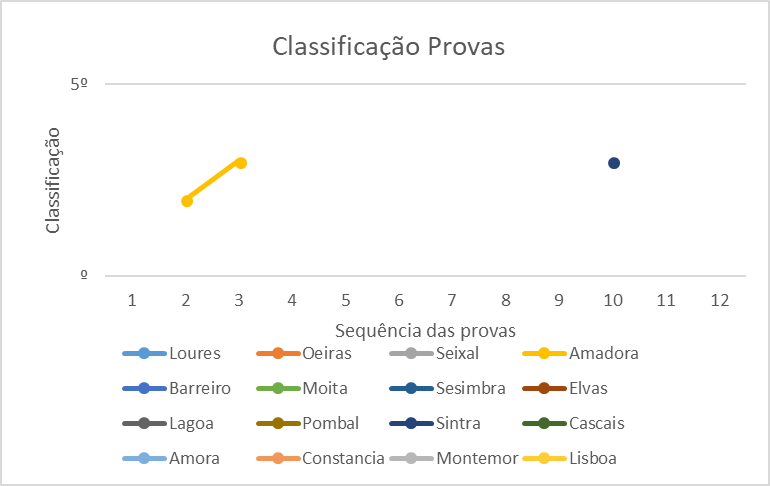 Classificação Provas
5º
Classificação
º
1 2 3 4 5 6 7 8 9 10 11 12
Sequência das provas
Loures Oeiras Seixal Amadora
Barreiro Moita Sesimbra Elvas
Lagoa Pombal Sintra Cascais
Amora Constancia Montemor Lisboa